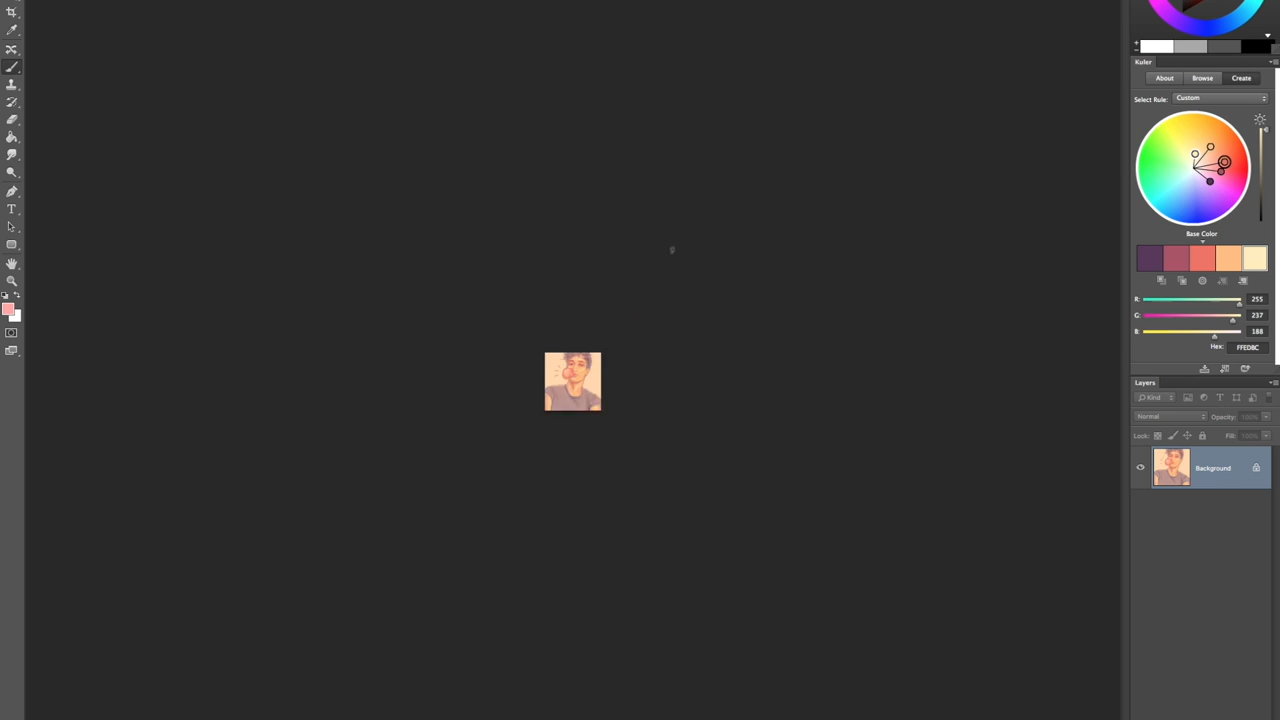 Kuler
About Browse Create
Select Rule: Custom
Base Color
R: 255
G: 237
B: 188
Hex: FFEDBC
Layers
Kind T
Normal Opacity: 100%
Lock: Fill: 100%
Background
T